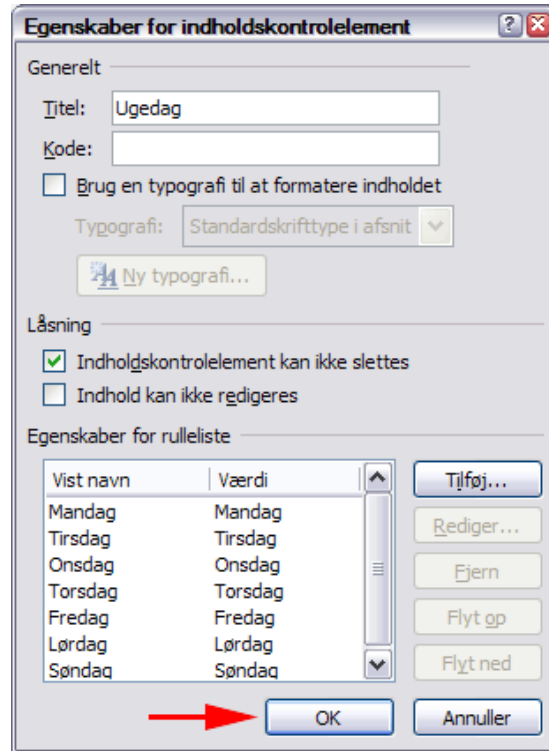 Egenskaber for indholdskontrolelement
Generelt
Titel: Ugedag
Kode:
Brug en typografi til at formatere indholdet
Typografi: Standardskrifttype i afsnit
Ny typografi...
Låsning
Indholdskontrolelement kan ikke slettes
Indhold kan ikke redigeres
Egenskaber for rulleliste
Vist navn Værdi
Mandag Mandag
Tirsdag Tirsdag
Onsdag Onsdag
Torsdag Torsdag
Fredag Fredag
Lørdag Lørdag
Søndag Søndag
Tilføj...
Rediger...
Fjern
Flyt op
Flyt ned
OK Annuller